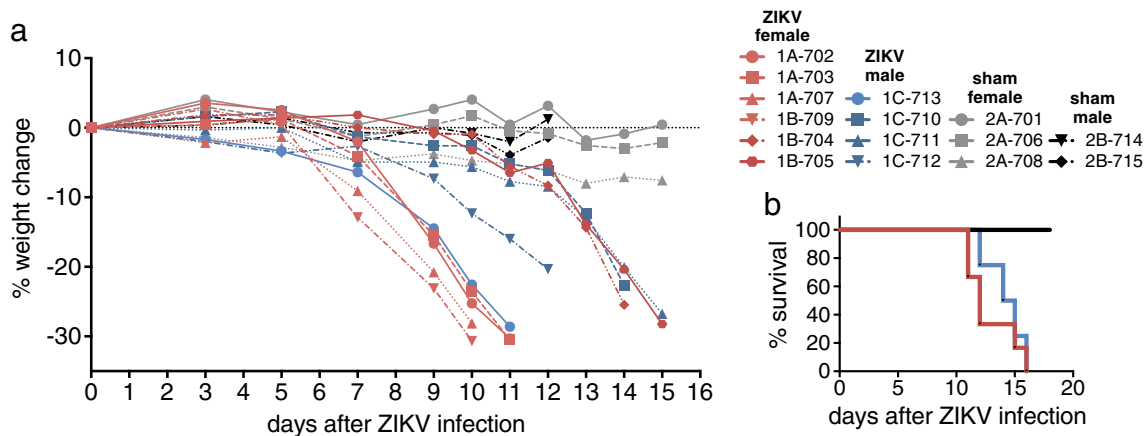 a
% weight change
10
0
-10
-20
-30
0 1 2 3 4 5 6 7 8 9 10 11 12 13 14 15 16
days after ZIKV infection
ZIKV
female
1A-702
1A-703
1A-707
1B-709
1B-704
1B-705
ZIKV
male
1C-713
1C-710
1C-711
1C-712
sham
female
2A-701
2A-706
2A-708
sham
male
2B-714
2B-715
b
% survival
100
80
60
40
20
0
0 5 10 15 20
days after ZIKV infection